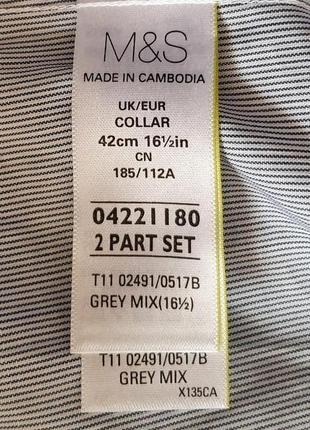 M&S
MADE IN CAMBODIA
UK/EUR
COLLAR
42cm 16½in
CN
185/112A
04221180
2 PART SET
T11 02491/0517B
GREY MIX(16½)
T11 02491/0517B
GREY MIX
X135CA